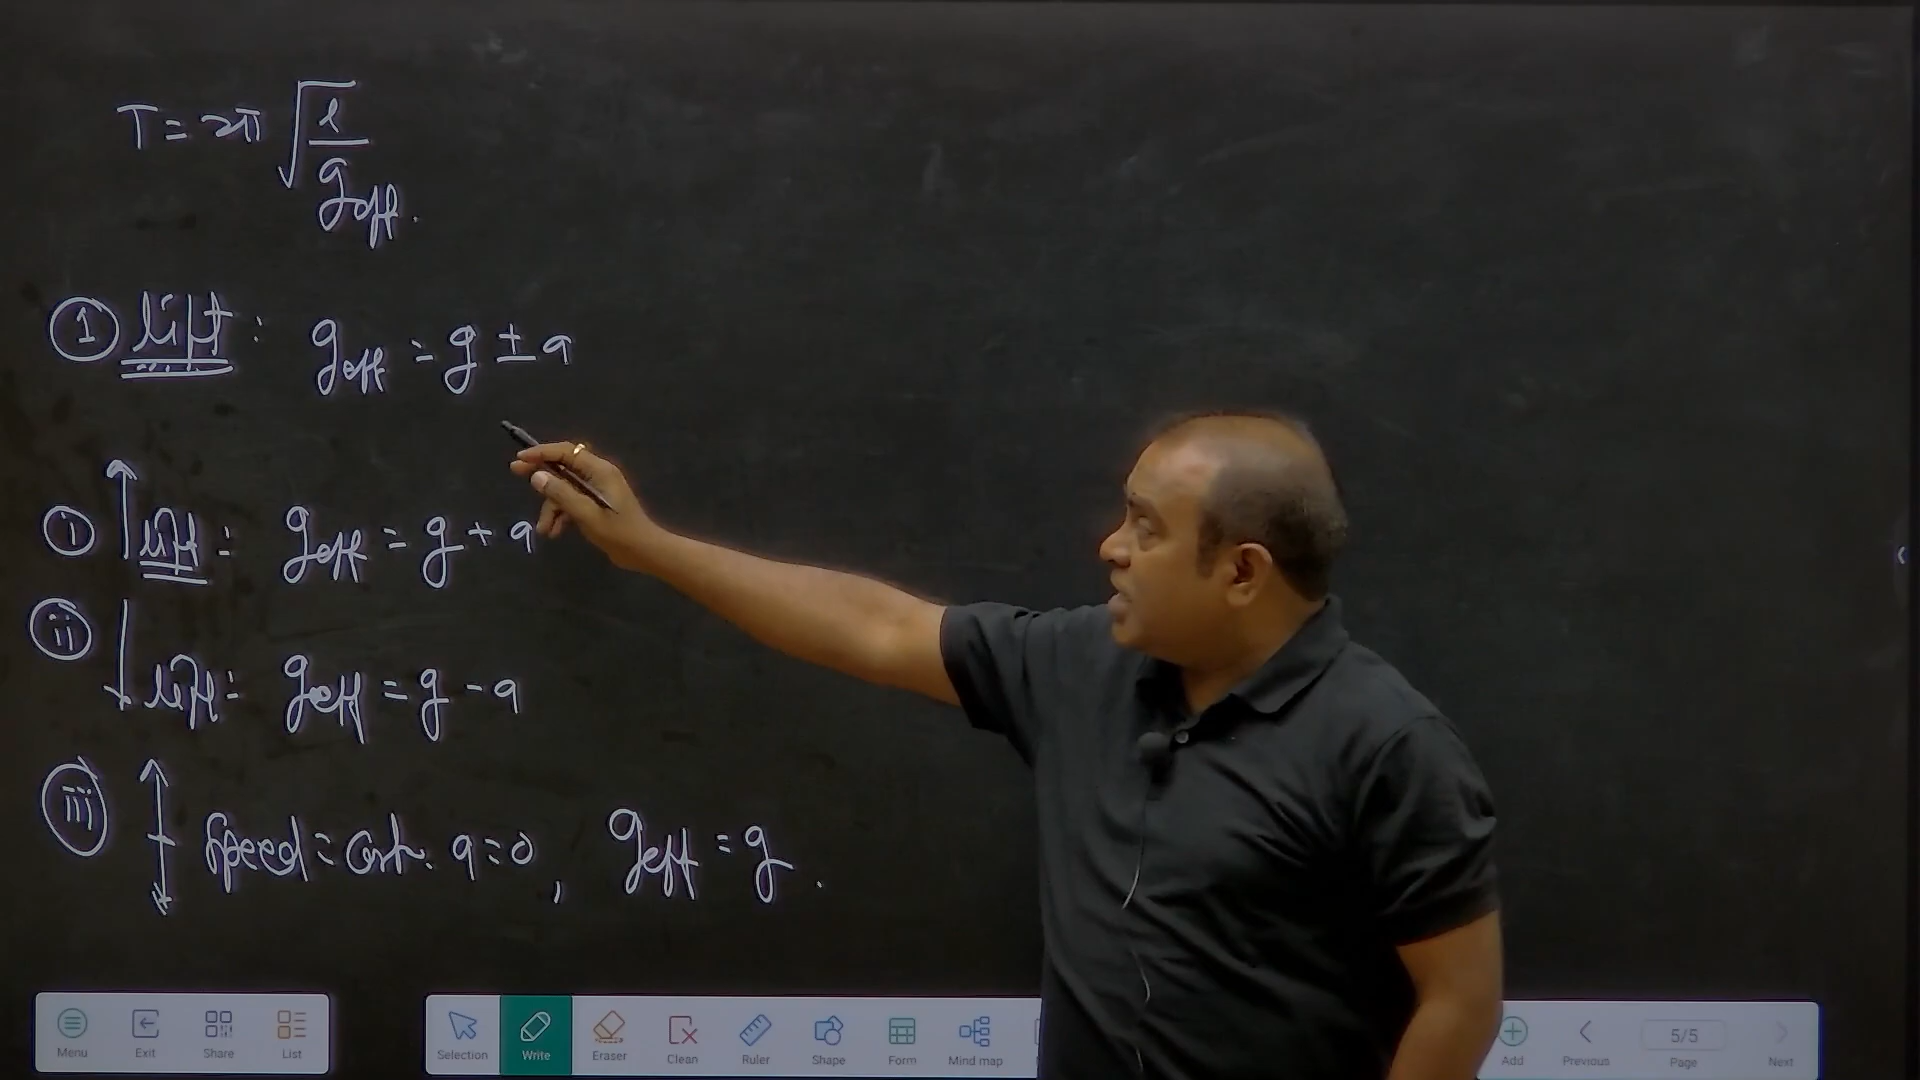 T = 2π √(l / g_eff).
① lift : g_eff = g ± a
ⓘ ↑ lift : g_eff = g + a
ⓘⓘ ↓ lift : g_eff = g - a
ⓘⓘⓘ ↕ Speed = Cont. a = 0, g_eff = g.
Menu Exit Share List Selection Write Eraser Clean Ruler Shape Form Mind map Add Previous 5/5 Page Next